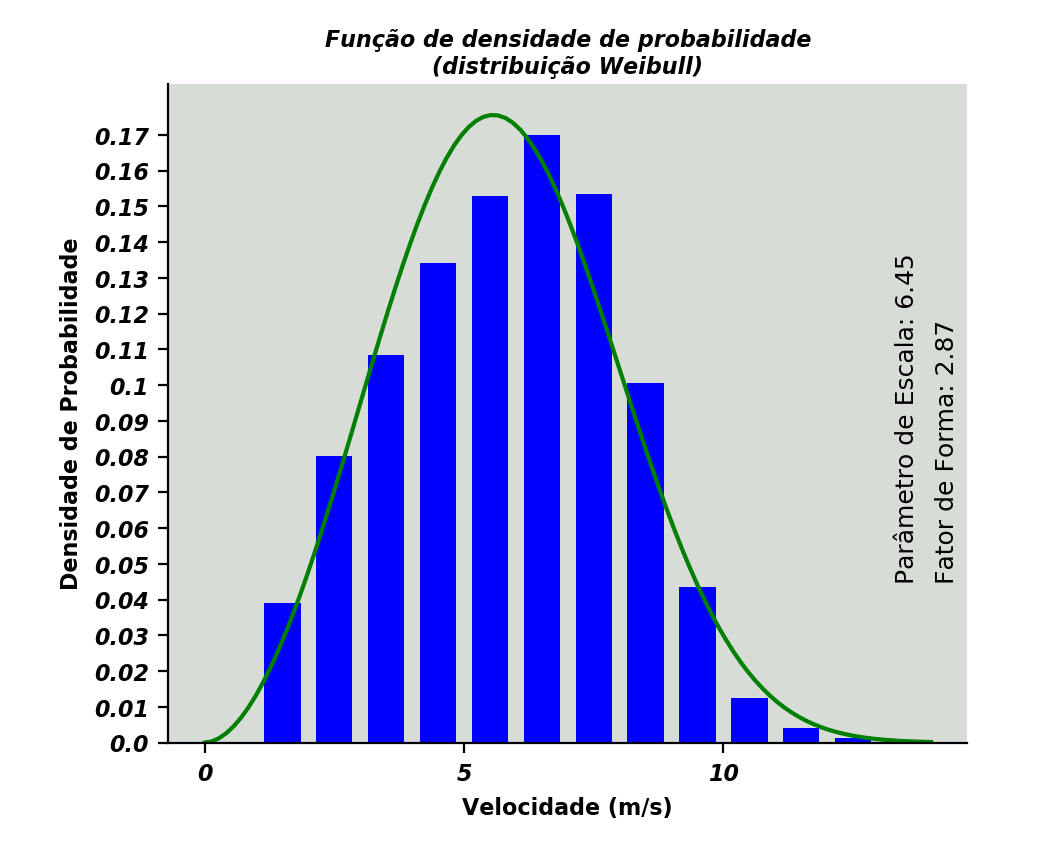 Função de densidade de probabilidade
(distribuição Weibull)
Densidade de Probabilidade
0.17
0.16
0.15
0.14
0.13
0.12
0.11
0.1
0.09
0.08
0.07
0.06
0.05
0.04
0.03
0.02
0.01
0.0
0 5 10
Velocidade (m/s)
Parâmetro de Escala: 6.45
Fator de Forma: 2.87